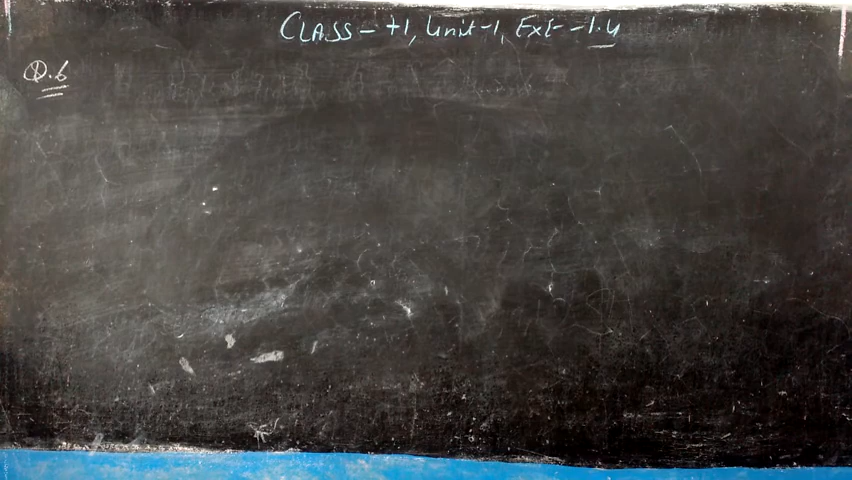 CLASS - +1, Unit-1, Ext -1.4
Q.6